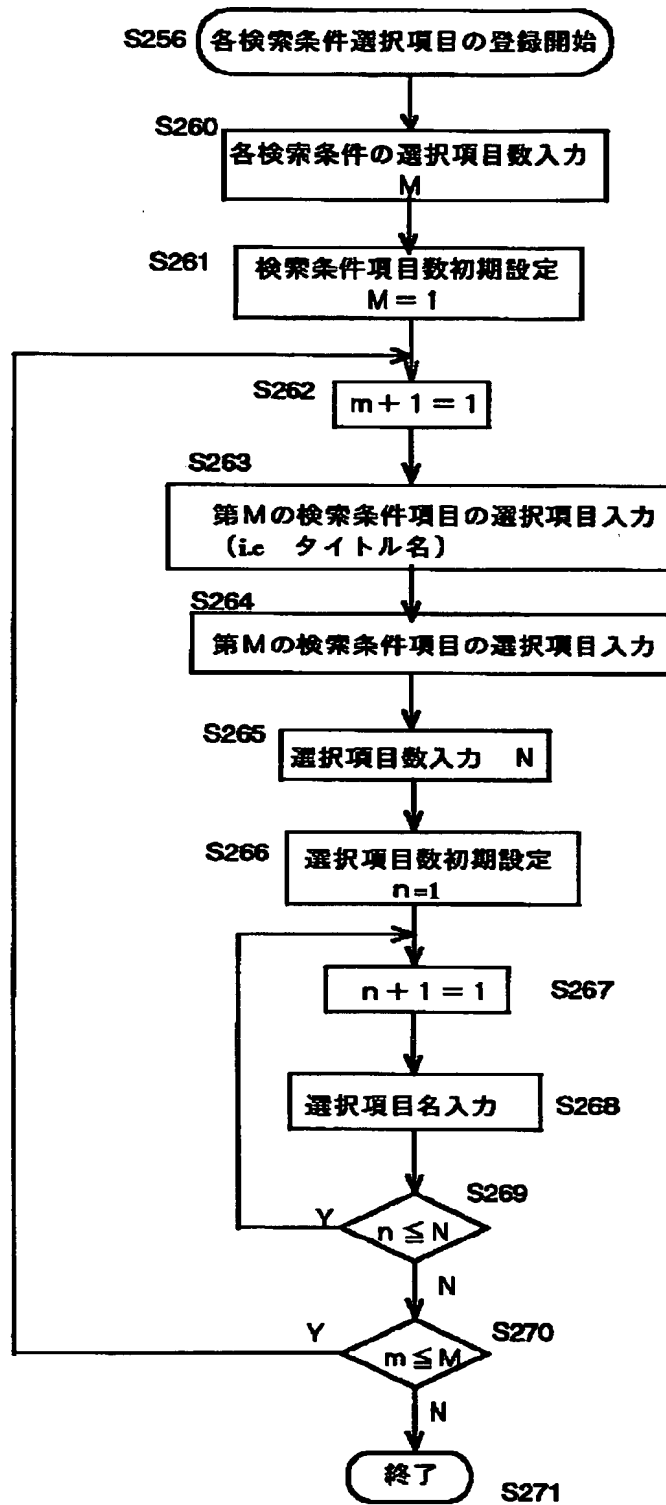 S256 各検索条件選択項目の登録開始
S260
各検索条件の選択項目数入力
M
S261
検索条件項目数初期設定
M = 1
S262
m + 1 = 1
S263
第Mの検索条件項目の選択項目入力
(i.e タイトル名)
S264
第Mの検索条件項目の選択項目入力
S265
選択項目数入力 N
S266
選択項目数初期設定
n=1
n + 1 = 1 S267
選択項目名入力 S268
S269
Y n ≦ N
N
Y S270
m ≦ M
N
終了
S271